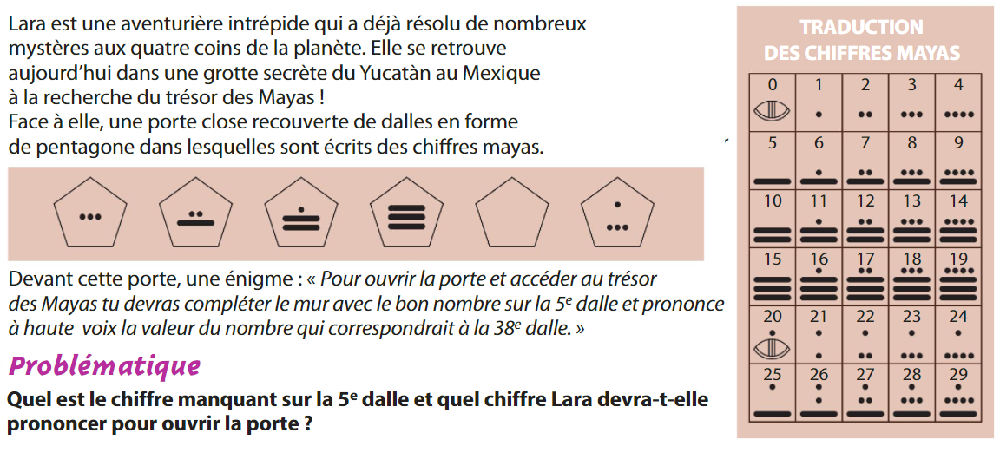 Lara est une aventurière intrépide qui a déjà résolu de nombreux
mystères aux quatre coins de la planète. Elle se retrouve
aujourd’hui dans une grotte secrète du Yucatàn au Mexique
à la recherche du trésor des Mayas !
Face à elle, une porte close recouverte de dalles en forme
de pentagone dans lesquelles sont écrits des chiffres mayas.
Devant cette porte, une énigme : « Pour ouvrir la porte et accéder au trésor
des Mayas tu devras compléter le mur avec le bon nombre sur la 5e dalle et prononce
à haute voix la valeur du nombre qui correspondrait à la 38e dalle. »
Problématique
Quel est le chiffre manquant sur la 5e dalle et quel chiffre Lara devra-t-elle
prononcer pour ouvrir la porte ?
TRADUCTION
DES CHIFFRES MAYAS
0 1 2 3 4
5 6 7 8 9
10 11 12 13 14
15 16 17 18 19
20 21 22 23 24
25 26 27 28 29